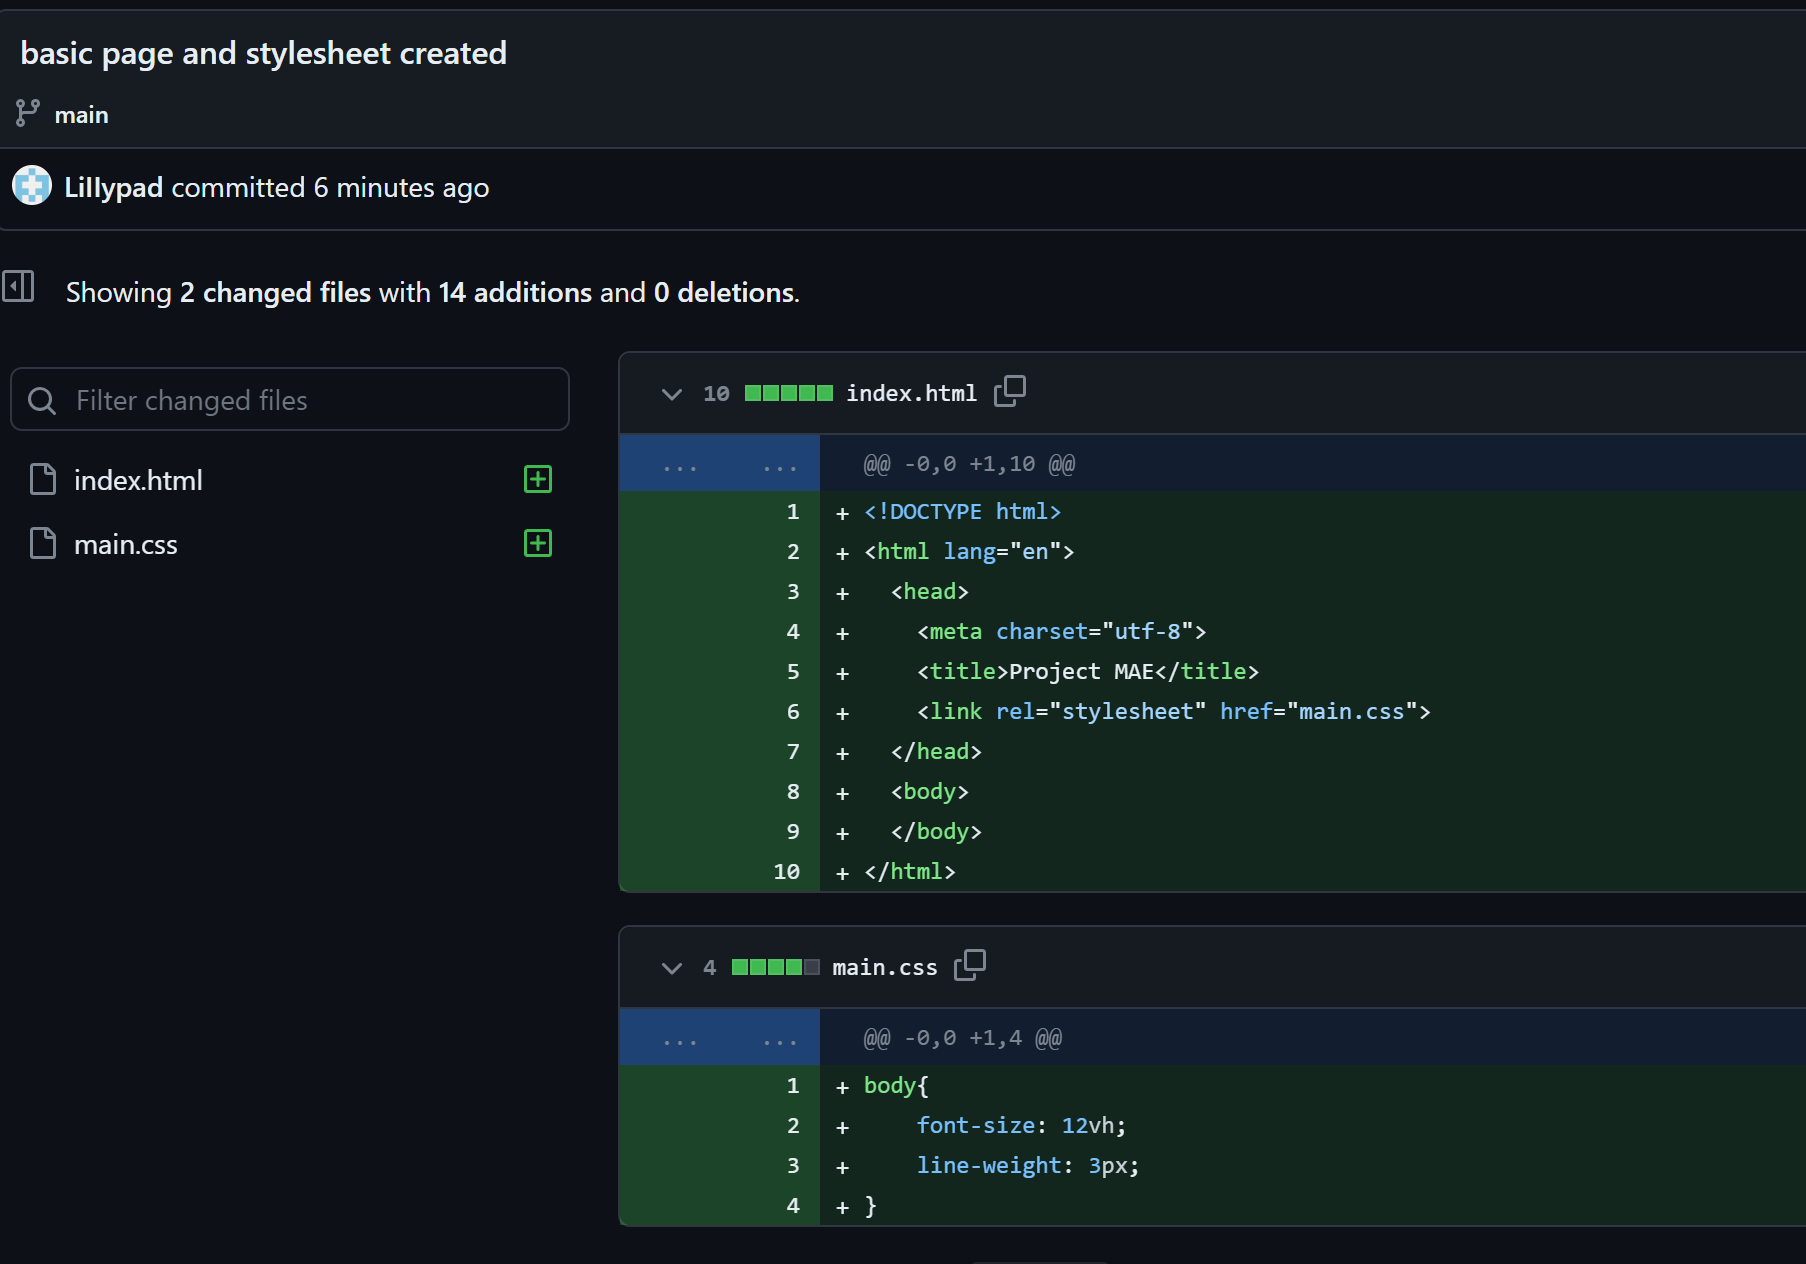 basic page and stylesheet created
main
Lillypad committed 6 minutes ago
Showing 2 changed files with 14 additions and 0 deletions.
Filter changed files
index.html
main.css
10 index.html
... ... @@ -0,0 +1,10 @@
1 + <!DOCTYPE html>
2 + <html lang="en">
3 +   <head>
4 +     <meta charset="utf-8">
5 +     <title>Project MAE</title>
6 +     <link rel="stylesheet" href="main.css">
7 +   </head>
8 +   <body>
9 +   </body>
10 + </html>
4 main.css
... ... @@ -0,0 +1,4 @@
1 + body{
2 +     font-size: 12vh;
3 +     line-weight: 3px;
4 + }